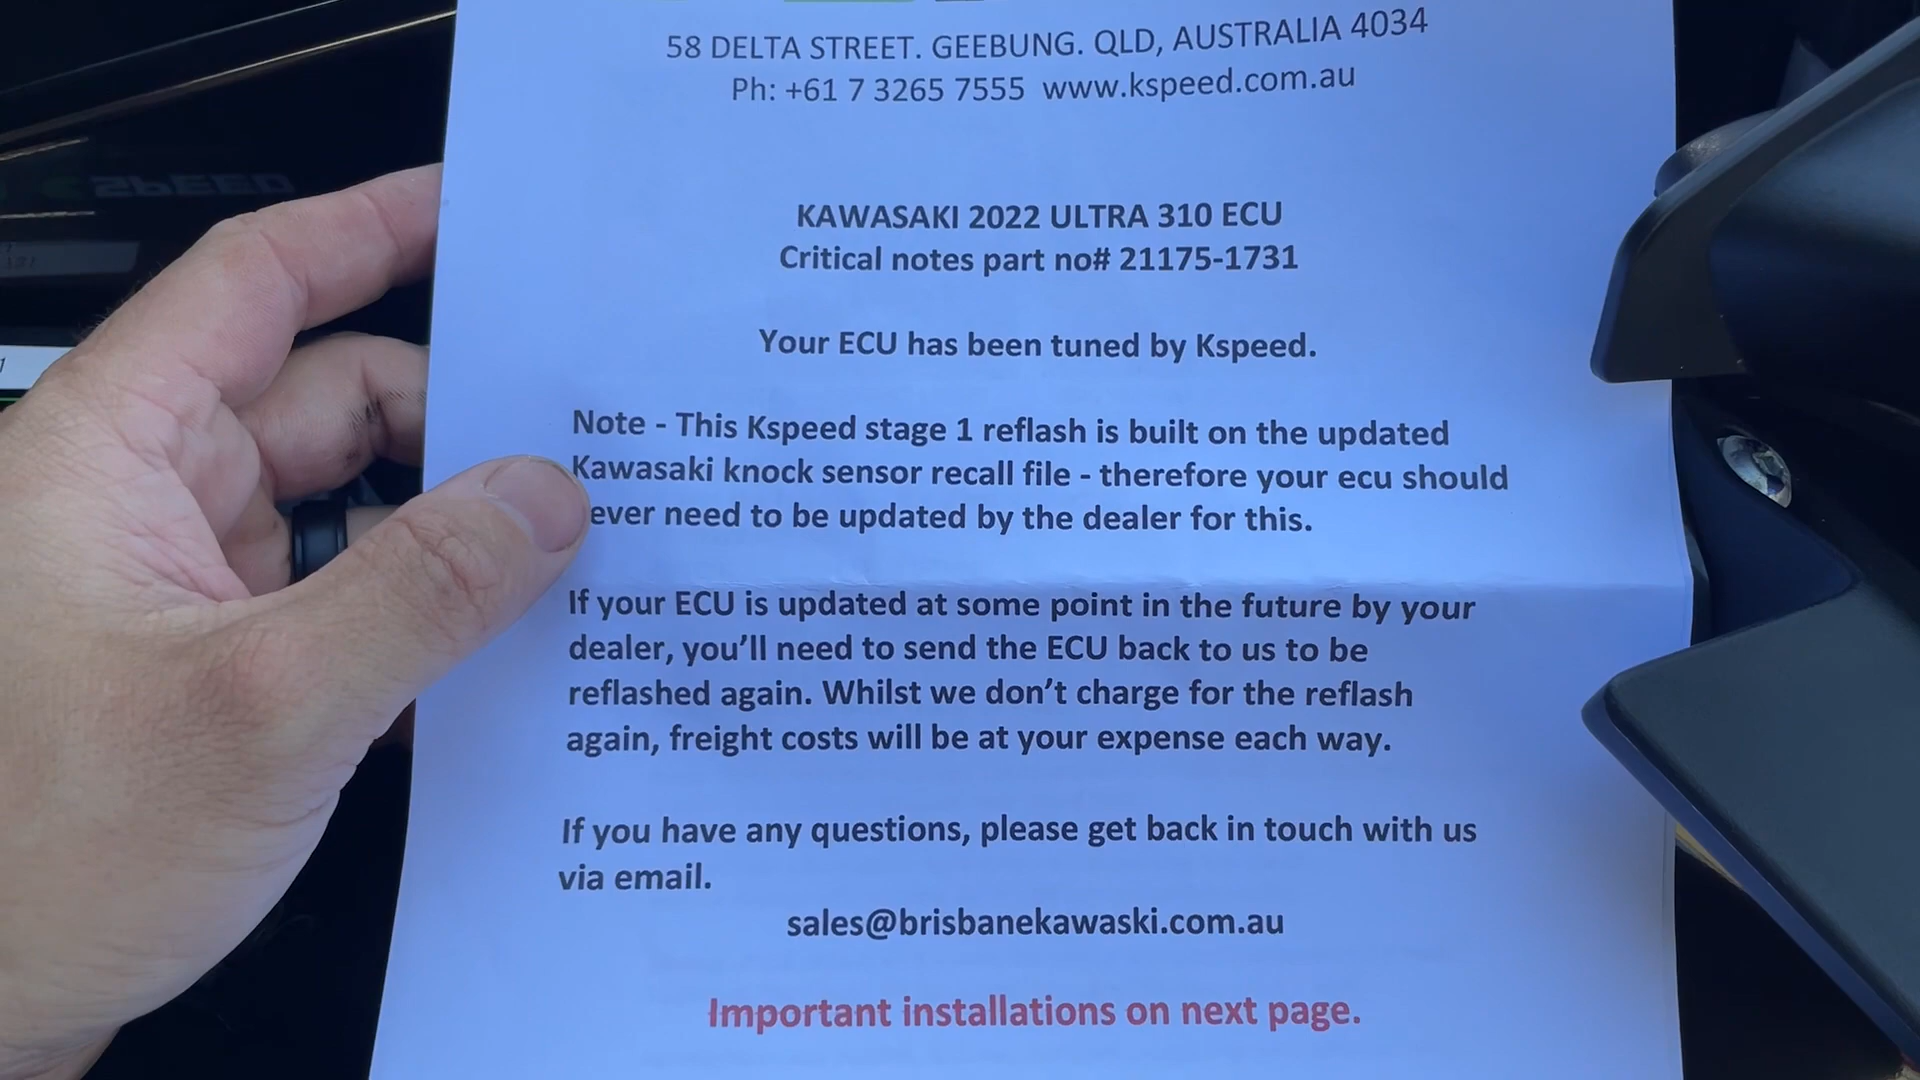 58 DELTA STREET. GEEBUNG. QLD, AUSTRALIA 4034
Ph: +61 7 3265 7555 www.kspeed.com.au
KAWASAKI 2022 ULTRA 310 ECU
Critical notes part no# 21175-1731
Your ECU has been tuned by Kspeed.
Note - This Kspeed stage 1 reflash is built on the updated
Kawasaki knock sensor recall file - therefore your ecu should
ever need to be updated by the dealer for this.
If your ECU is updated at some point in the future by your
dealer, you’ll need to send the ECU back to us to be
reflashed again. Whilst we don’t charge for the reflash
again, freight costs will be at your expense each way.
If you have any questions, please get back in touch with us
via email.
sales@brisbanekawaski.com.au
Important installations on next page.